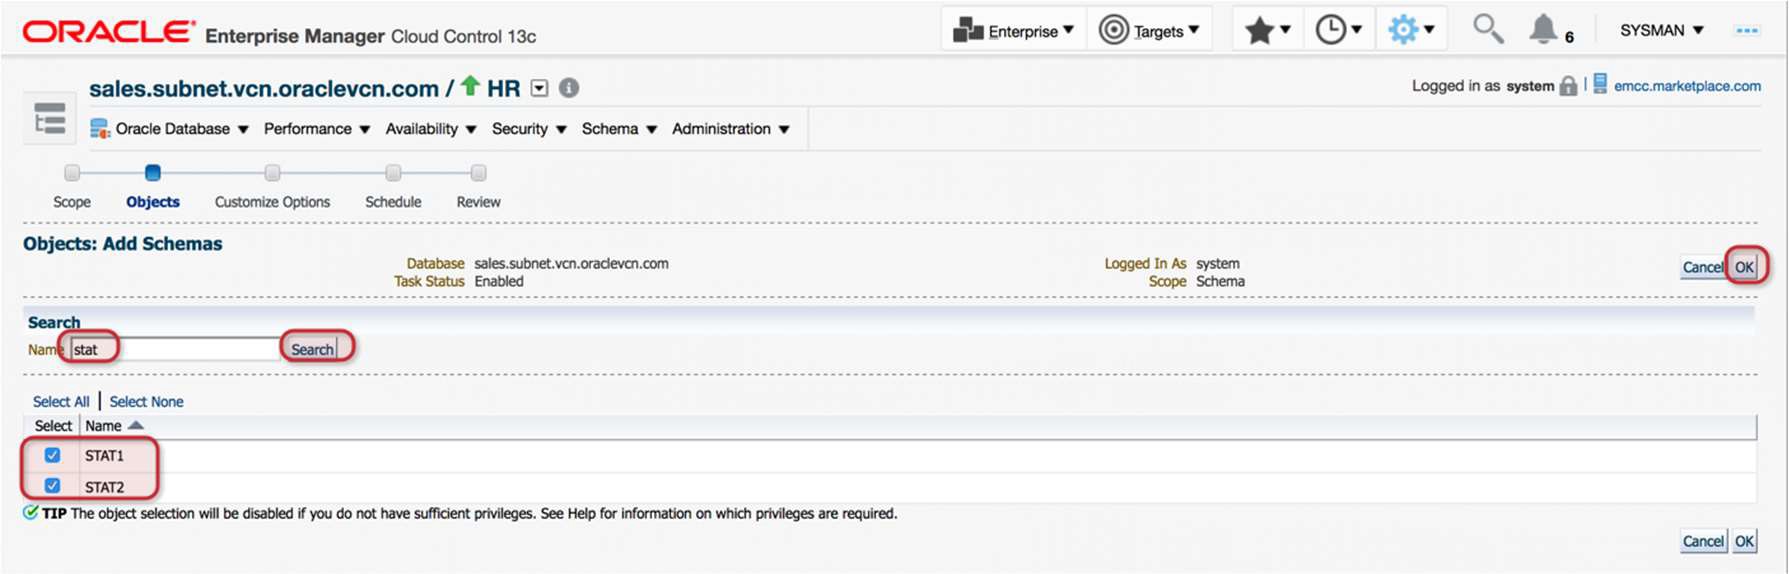 ORACLE Enterprise Manager Cloud Control 13c Enterprise Targets 6 SYSMAN
sales.subnet.vcn.oraclevcn.com / HR Logged in as system emcc.marketplace.com
Oracle Database Performance Availability Security Schema Administration
Scope Objects Customize Options Schedule Review
Objects: Add Schemas
Database sales.subnet.vcn.oraclevcn.com Logged In As system Cancel OK
Task Status Enabled Scope Schema
Search
Name stat Search
Select All | Select None
Select Name
STAT1
STAT2
TIP The object selection will be disabled if you do not have sufficient privileges. See Help for information on which privileges are required.
Cancel OK